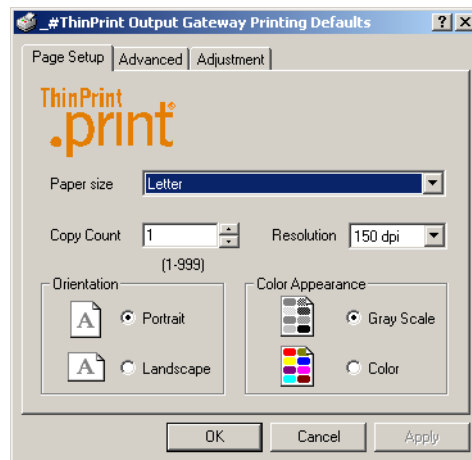 _#ThinPrint Output Gateway Printing Defaults
Page Setup Advanced Adjustment
ThinPrint
.print®
Paper size Letter
Copy Count 1 Resolution 150 dpi
(1-999)
Orientation Color Appearance
A Portrait Gray Scale
A Landscape Color
OK Cancel Apply